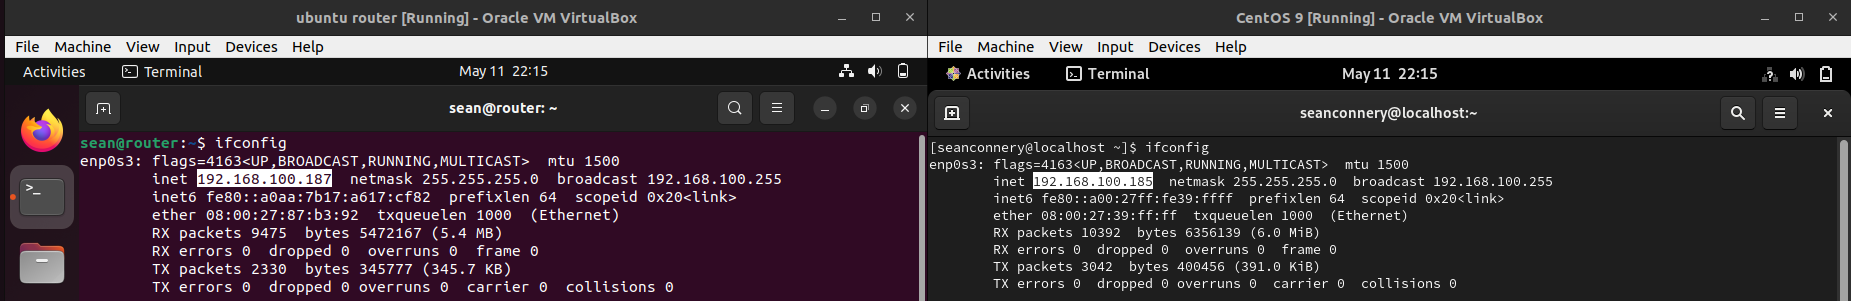 ubuntu router [Running] - Oracle VM VirtualBox
File Machine View Input Devices Help
Activities Terminal May 11 22:15
sean@router: ~
sean@router:~$ ifconfig
enp0s3: flags=4163<UP,BROADCAST,RUNNING,MULTICAST> mtu 1500
inet 192.168.100.187 netmask 255.255.255.0 broadcast 192.168.100.255
inet6 fe80::a0aa:7b17:a617:cf82 prefixlen 64 scopeid 0x20<link>
ether 08:00:27:87:b3:92 txqueuelen 1000 (Ethernet)
RX packets 9475 bytes 5472167 (5.4 MB)
RX errors 0 dropped 0 overruns 0 frame 0
TX packets 2330 bytes 345777 (345.7 KB)
TX errors 0 dropped 0 overruns 0 carrier 0 collisions 0
CentOS 9 [Running] - Oracle VM VirtualBox
File Machine View Input Devices Help
Activities Terminal May 11 22:15
seanconnery@localhost:~
[seanconnery@localhost ~]$ ifconfig
enp0s3: flags=4163<UP,BROADCAST,RUNNING,MULTICAST> mtu 1500
inet 192.168.100.185 netmask 255.255.255.0 broadcast 192.168.100.255
inet6 fe80::a00:27ff:fe39:ffff prefixlen 64 scopeid 0x20<link>
ether 08:00:27:39:ff:ff txqueuelen 1000 (Ethernet)
RX packets 10392 bytes 6356139 (6.0 MiB)
RX errors 0 dropped 0 overruns 0 frame 0
TX packets 3042 bytes 400456 (391.0 KiB)
TX errors 0 dropped 0 overruns 0 carrier 0 collisions 0